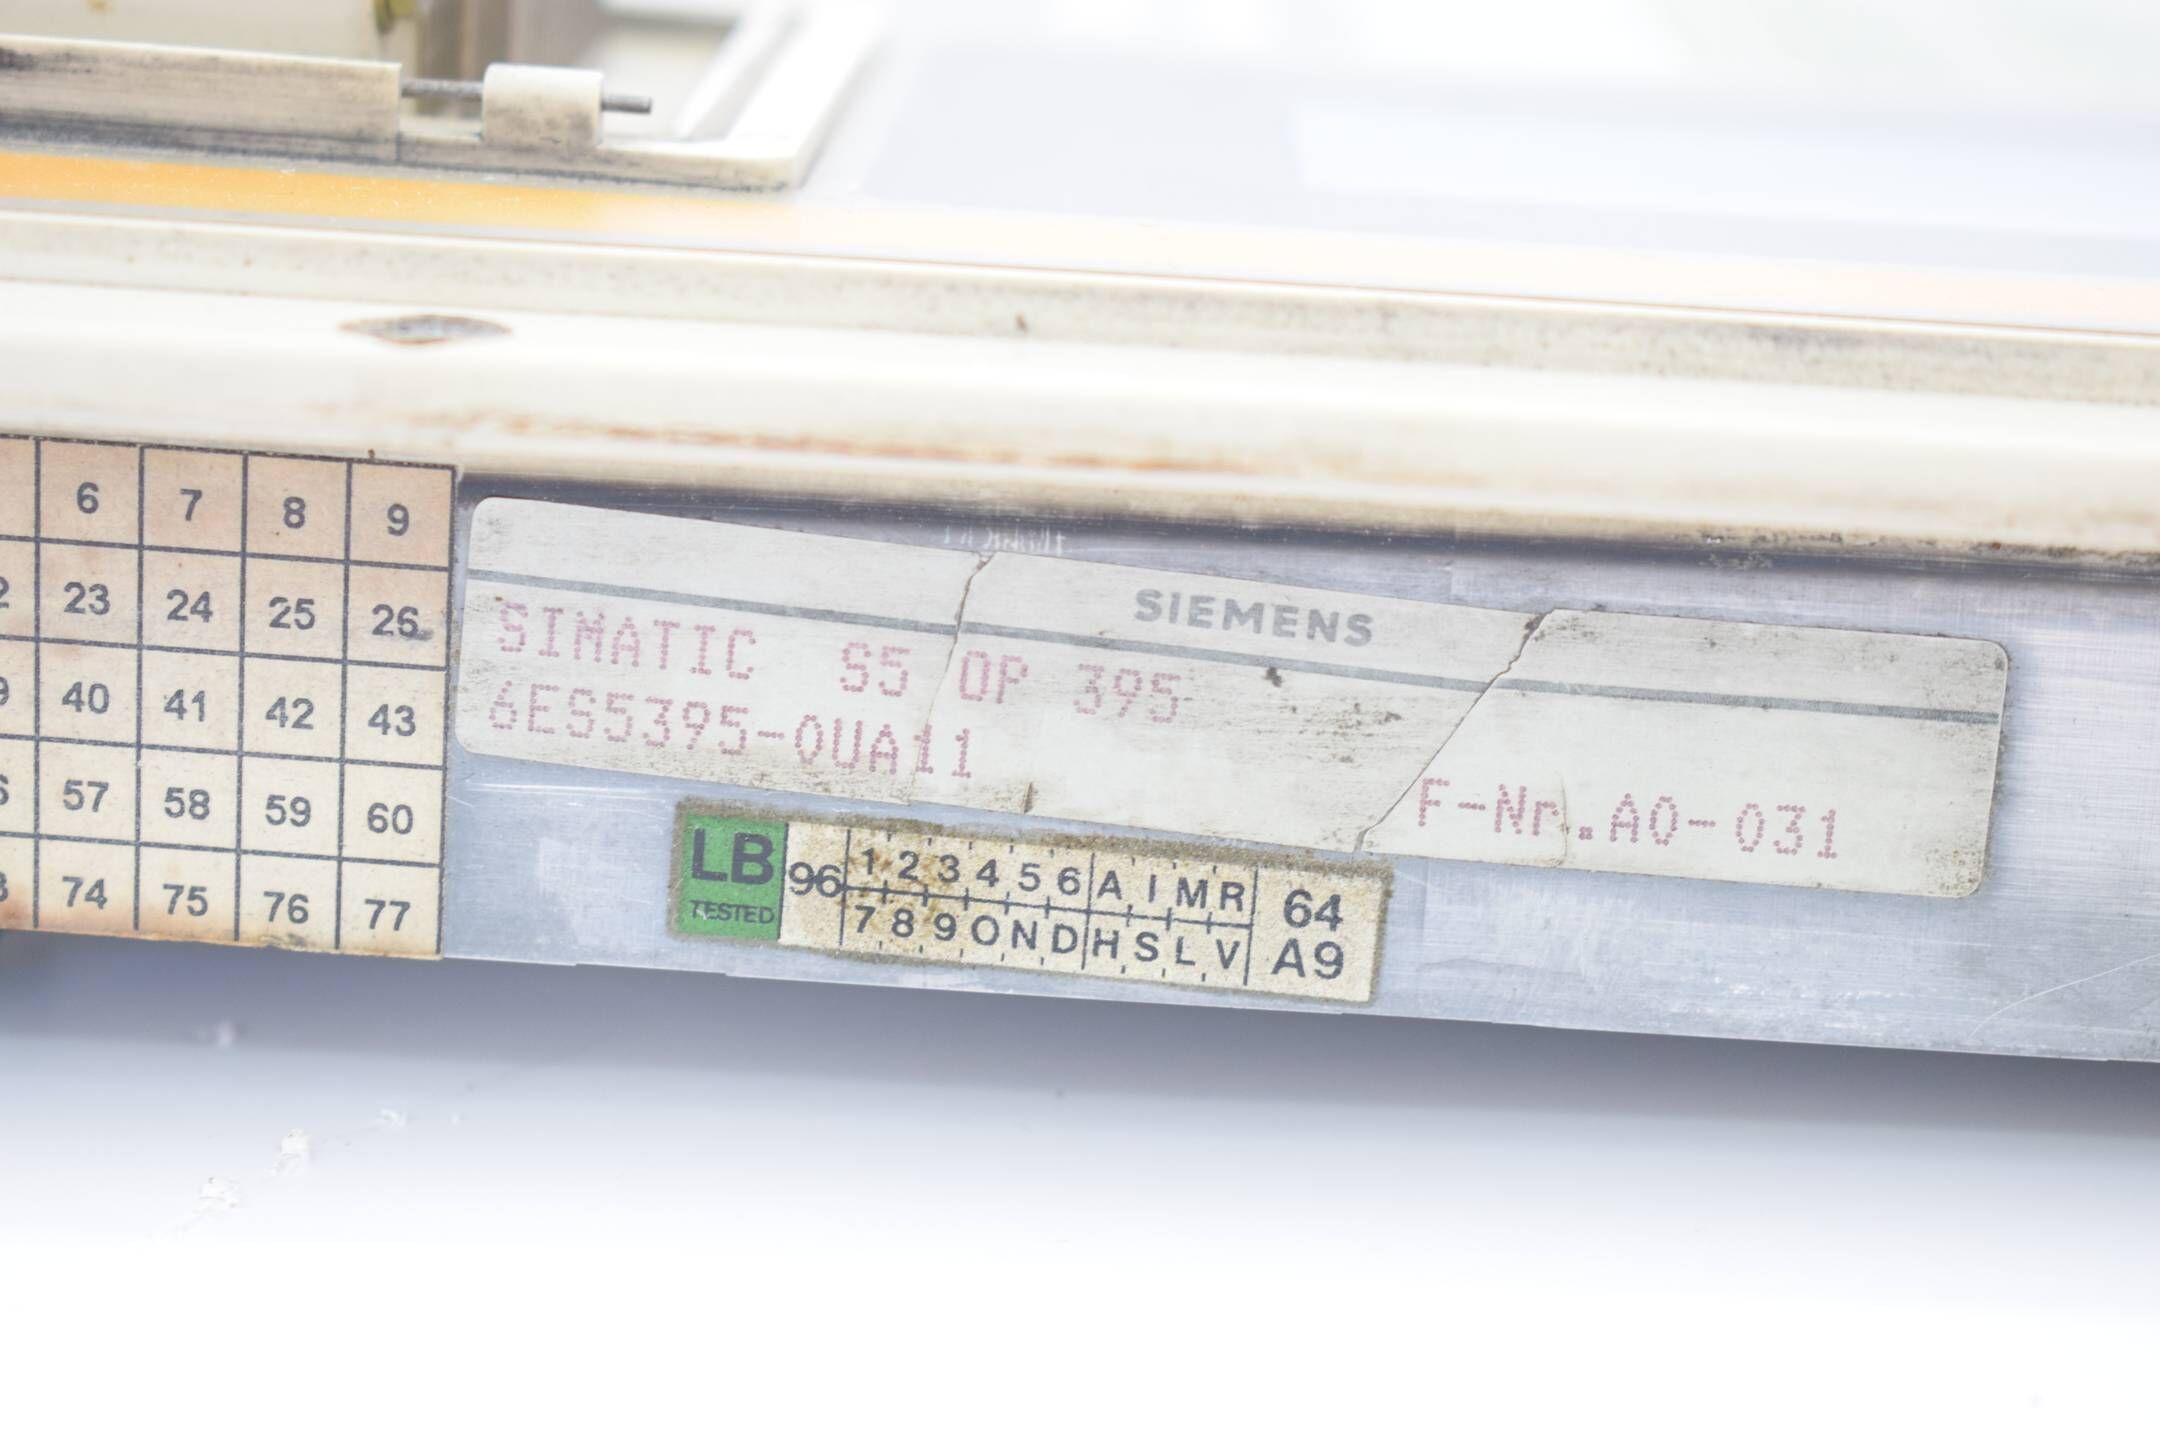 6 7 8 9
23 24 25 26
40 41 42 43
57 58 59 60
74 75 76 77
SIEMENS
SIMATIC S5 OP 395
6ES5395-0UA11
F-Nr.A0-031
LB
TESTED
96
1 2 3 4 5 6 A I M R
7 8 9 O N D H S L V
64
A9